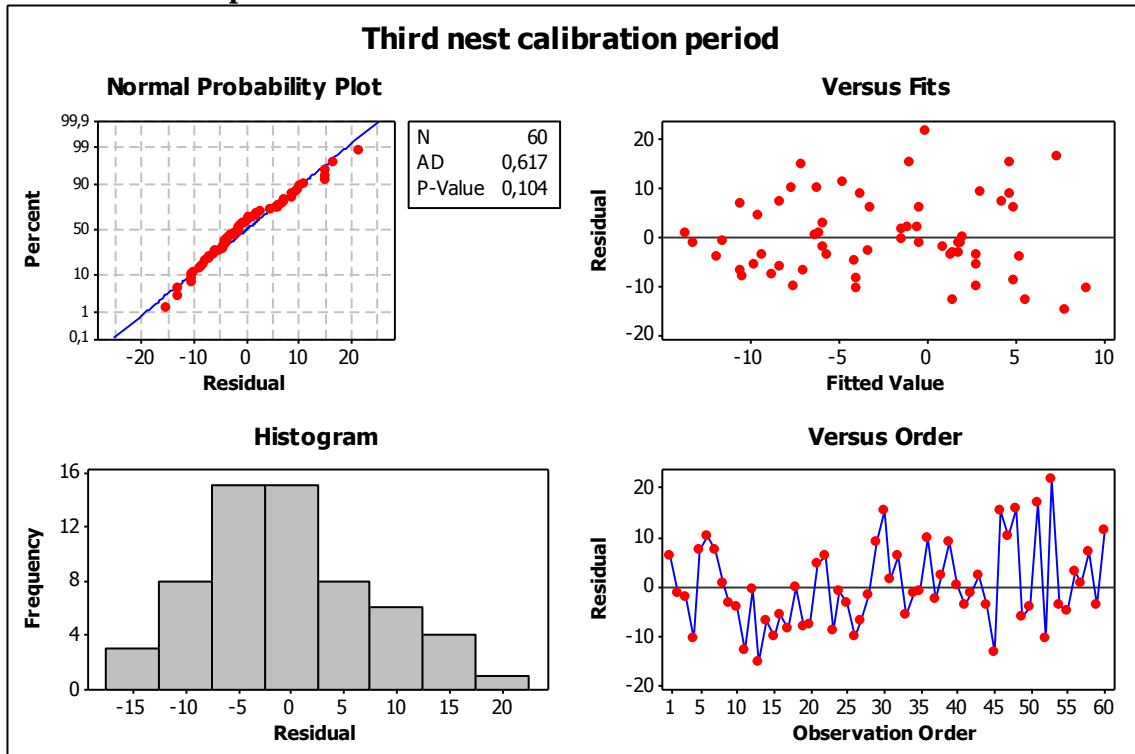 Third nest calibration period
Normal Probability Plot
99,9
99
90
50
10
1
0,1
Percent
-20 -10 0 10 20
Residual
N 60
AD 0,617
P-Value 0,104
Versus Fits
20
10
0
-10
-20
Residual
-10 -5 0 5 10
Fitted Value
Histogram
16
12
8
4
0
Frequency
-15 -10 -5 0 5 10 15 20
Residual
Versus Order
20
10
0
-10
-20
Residual
1 5 10 15 20 25 30 35 40 45 50 55 60
Observation Order